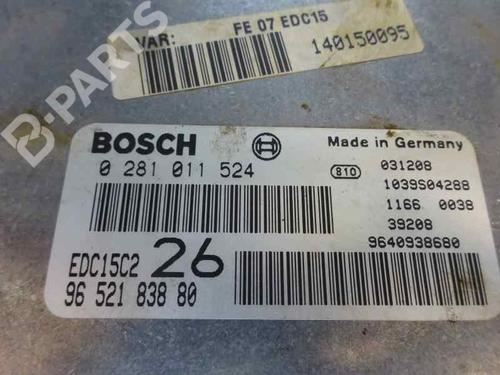 VAR: FE 07 EDC15
140150095
B-PARTS
BOSCH
Made in Germany
0 281 011 524
810
031208
1039S04288
1166 0038
39208
9640938680
EDC15C2 26
96 521 838 80